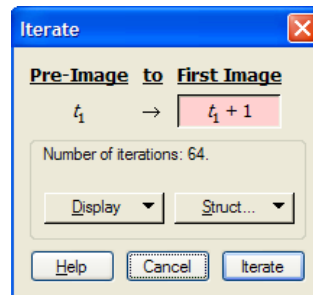 Iterate
Pre-Image to First Image
t₁ → t₁ + 1
Number of iterations: 64.
Display Struct...
Help Cancel Iterate